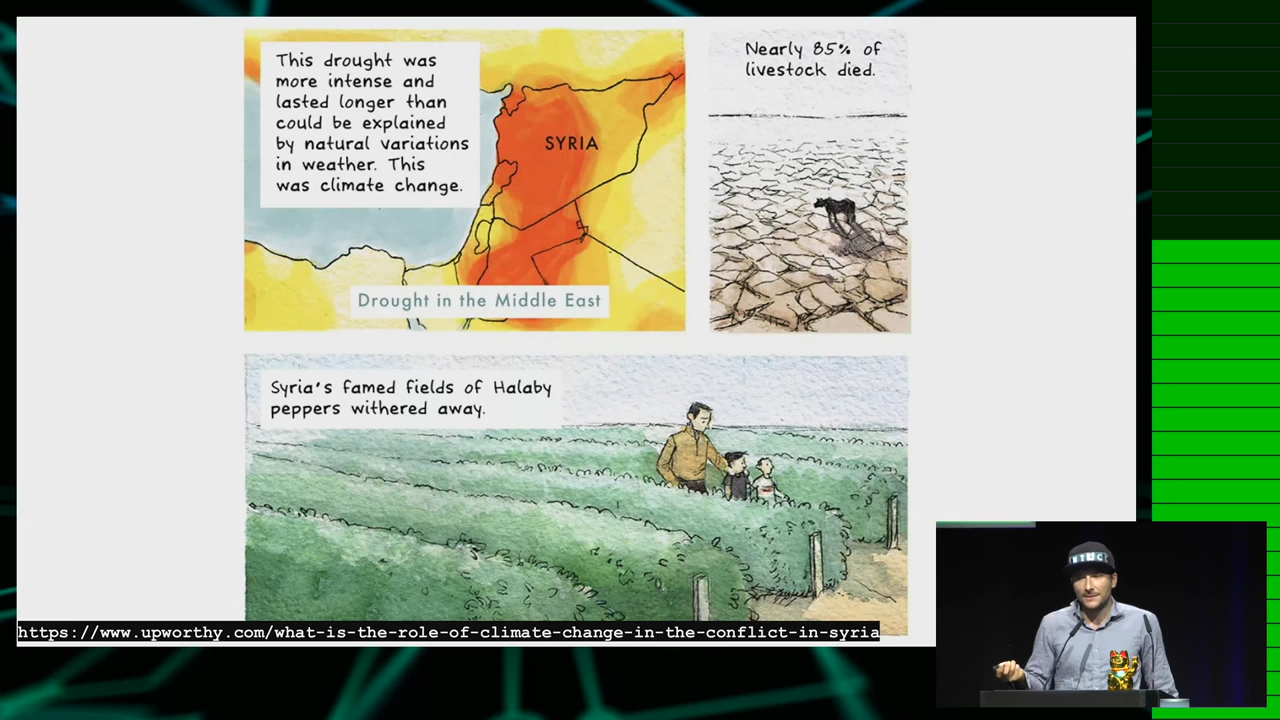 This drought was
more intense and
lasted longer than
could be explained
by natural variations
in weather. This
was climate change.
SYRIA
Drought in the Middle East
Nearly 85% of
livestock died.
Syria's famed fields of Halaby
peppers withered away.
https://www.upworthy.com/what-is-the-role-of-climate-change-in-the-conflict-in-syria